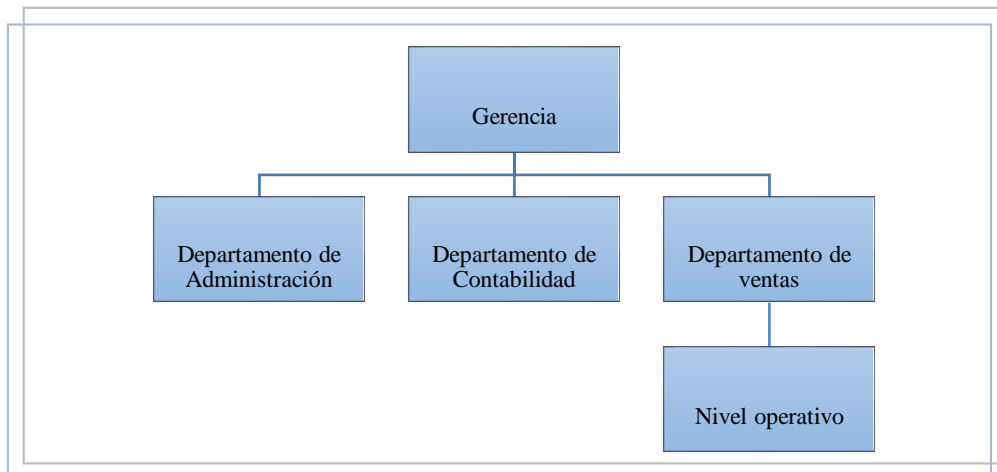 Gerencia
Departamento de
Administración
Departamento de
Contabilidad
Departamento de
ventas
Nivel operativo